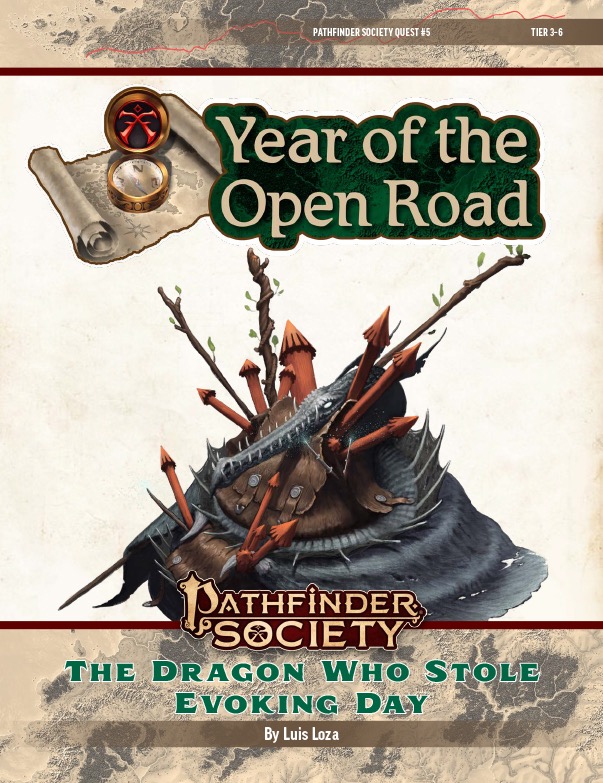 PATHFINDER SOCIETY QUEST #5 TIER 3-6
Year of the
Open Road
PATHFINDER
SOCIETY
THE DRAGON WHO STOLE
EVOKING DAY
By Luis Loza